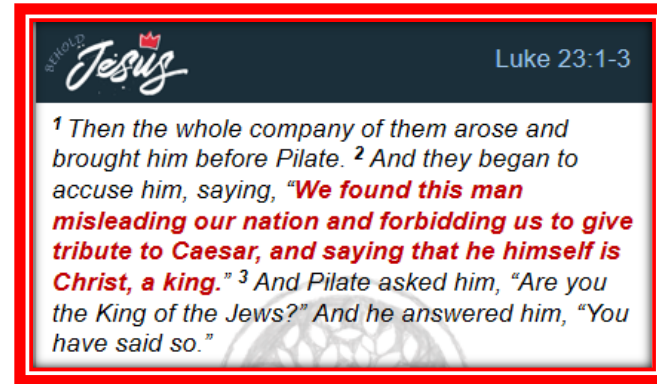 BEHOLD
Jesus
Luke 23:1-3
1 Then the whole company of them arose and
brought him before Pilate. 2 And they began to
accuse him, saying, “We found this man
misleading our nation and forbidding us to give
tribute to Caesar, and saying that he himself is
Christ, a king.” 3 And Pilate asked him, “Are you
the King of the Jews?” And he answered him, “You
have said so.”